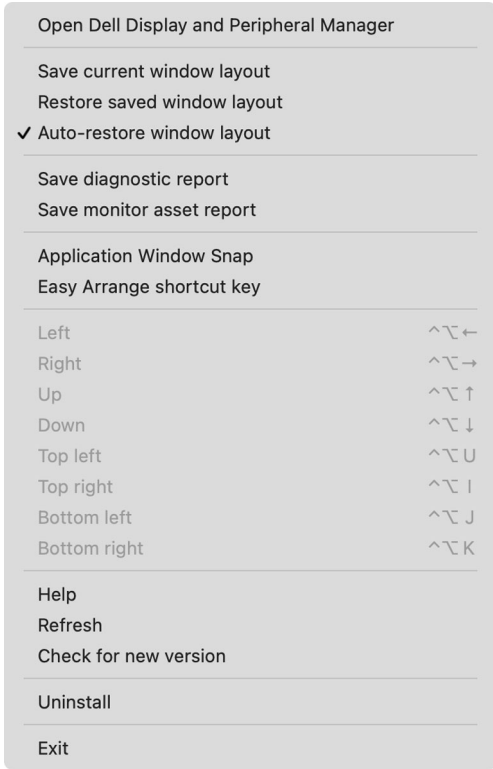 Open Dell Display and Peripheral Manager
Save current window layout
Restore saved window layout
✓ Auto-restore window layout
Save diagnostic report
Save monitor asset report
Application Window Snap
Easy Arrange shortcut key
Left ^⌥←
Right ^⌥→
Up ^⌥↑
Down ^⌥↓
Top left ^⌥U
Top right ^⌥I
Bottom left ^⌥J
Bottom right ^⌥K
Help
Refresh
Check for new version
Uninstall
Exit